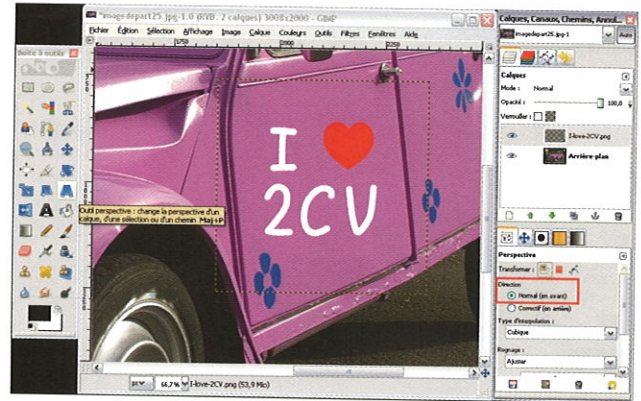 *imagedepart25.jpg-1.0 (RVB, 2 calques) 3008x2000 - GIMP
Fichier Édition Sélection Affichage Image Calque Couleurs Outils Filtres Fenêtres Aide
1750 2000 2250
Boîte à outils
I
2CV
Outil perspective : change la perspective d'un
calque, d'une sélection ou d'un chemin Maj+P
px 66,7% I-love-2CV.png (53,9 Mio)
Calques, Canaux, Chemins, Annul...
imagedepart25.jpg-1 Auto
Calques
Mode : Normal
Opacité : 100,0
Verrouiller :
I-love-2CV.png
Arrière-plan
Perspective
Transformer :
Direction
Normal (en avant)
Correctif (en arrière)
Type d'interpolation :
Cubique
Rognage :
Ajuster